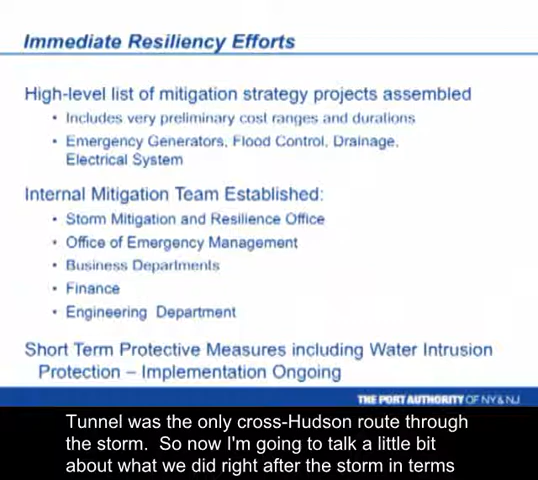 Immediate Resiliency Efforts
High-level list of mitigation strategy projects assembled
• Includes very preliminary cost ranges and durations
• Emergency Generators, Flood Control, Drainage,
Electrical System
Internal Mitigation Team Established:
• Storm Mitigation and Resilience Office
• Office of Emergency Management
• Business Departments
• Finance
• Engineering Department
Short Term Protective Measures including Water Intrusion
Protection – Implementation Ongoing
THE PORT AUTHORITY OF NY & NJ
Tunnel was the only cross-Hudson route through
the storm. So now I'm going to talk a little bit
about what we did right after the storm in terms